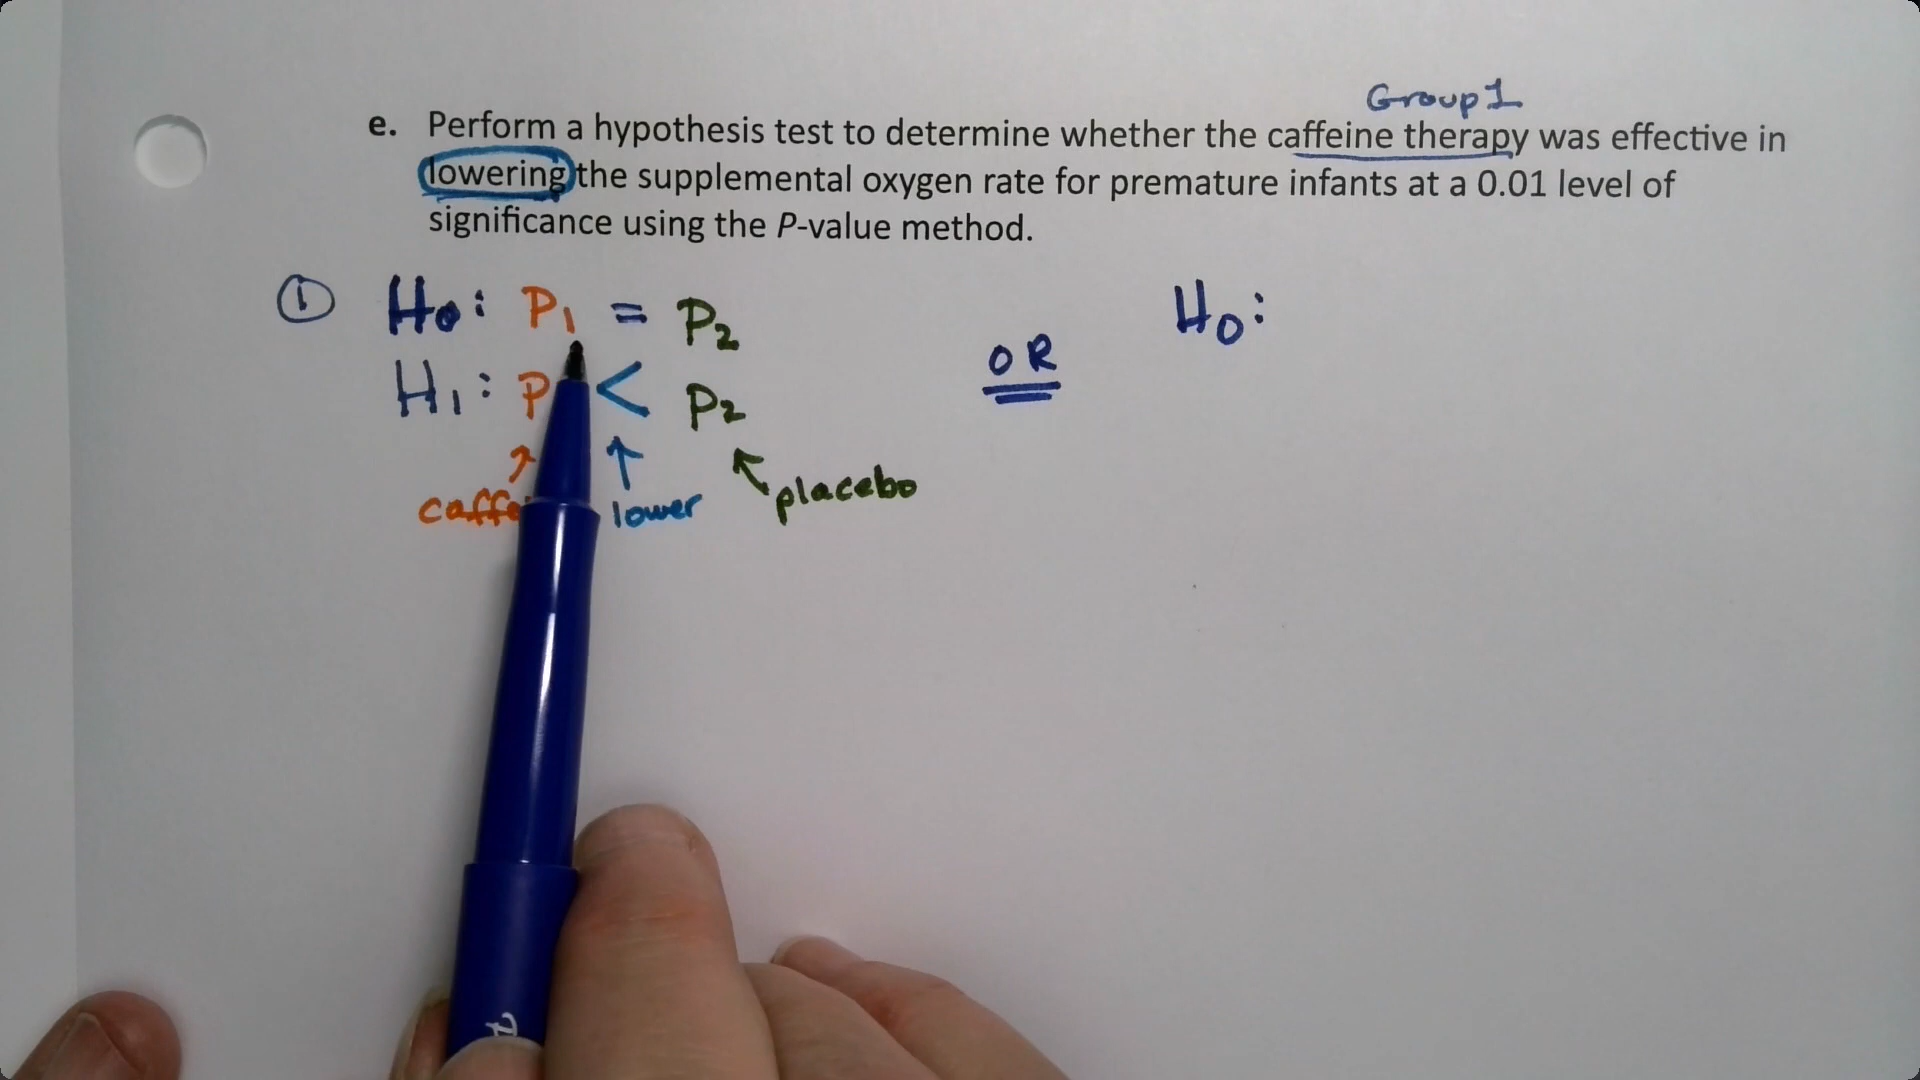 Group 1
e. Perform a hypothesis test to determine whether the caffeine therapy was effective in
lowering the supplemental oxygen rate for premature infants at a 0.01 level of
significance using the P-value method.
① H₀: P₁ = P₂
H₁: P < P₂
lower
placebo
OR
H₀: